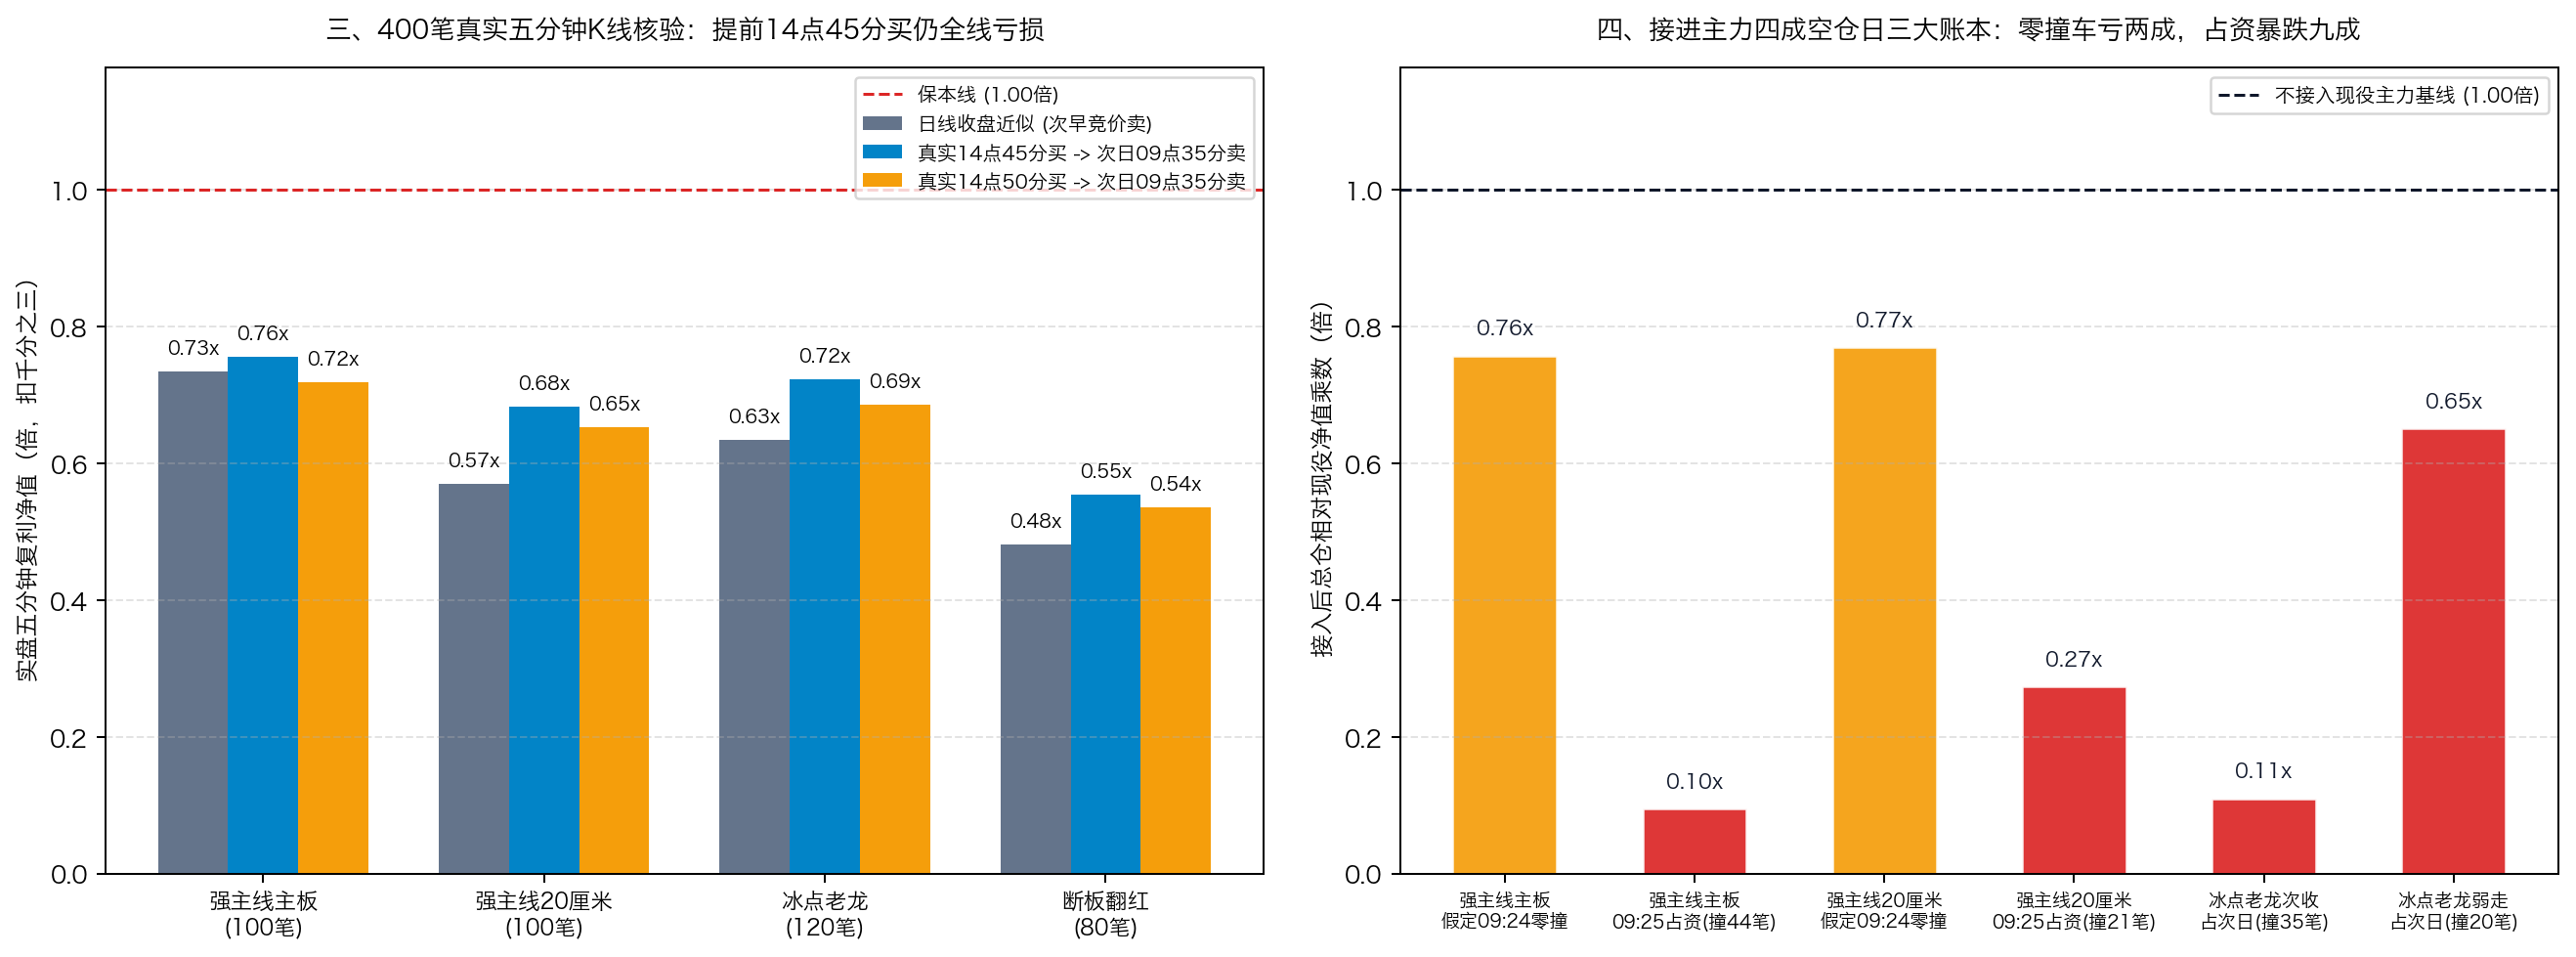 三、400笔真实五分钟K线核验：提前14点45分买仍全线亏损
保本线 (1.00倍)
日线收盘近似 (次早竞价卖)
真实14点45分买 -> 次日09点35分卖
真实14点50分买 -> 次日09点35分卖
实盘五分钟复利净值（倍，扣千分之三）
1.0
0.8
0.6
0.4
0.2
0.0
0.73x
0.76x
0.72x
0.57x
0.68x
0.65x
0.63x
0.72x
0.69x
0.48x
0.55x
0.54x
强主线主板
(100笔)
强主线20厘米
(100笔)
冰点老龙
(120笔)
断板翻红
(80笔)
四、接进主力四成空仓日三大账本：零撞车亏两成，占资暴跌九成
不接入现役主力基线 (1.00倍)
接入后总仓相对现役净值乘数（倍）
1.0
0.8
0.6
0.4
0.2
0.0
0.76x
0.10x
0.77x
0.27x
0.11x
0.65x
强主线主板
假定09:24零撞
强主线主板
09:25占资(撞44笔)
强主线20厘米
假定09:24零撞
强主线20厘米
09:25占资(撞21笔)
冰点老龙次收
占次日(撞35笔)
冰点老龙弱走
占次日(撞20笔)